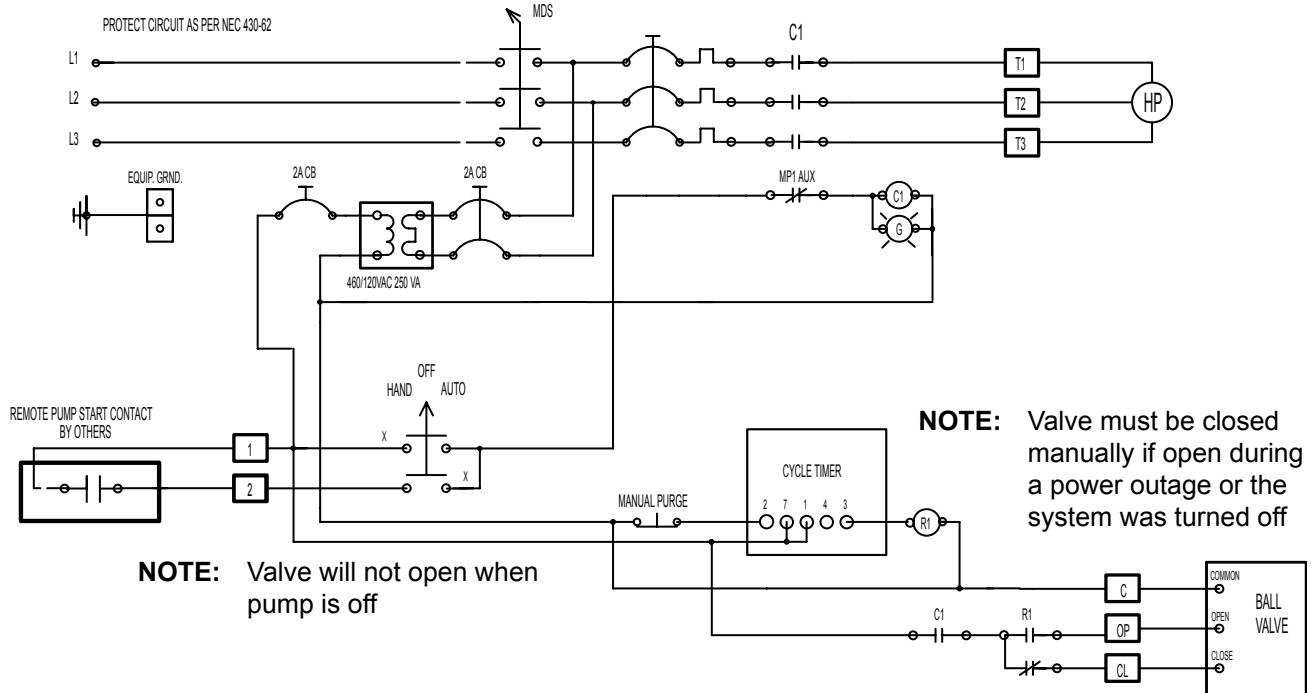 PROTECT CIRCUIT AS PER NEC 430-62
MDS
C1
L1
T1
L2
T2
HP
L3
T3
EQUIP. GRND.
2A CB
2A CB
MP1 AUX
C1
G
460/120VAC 250 VA
OFF
HAND
AUTO
REMOTE PUMP START CONTACT
BY OTHERS
1
X
2
X
NOTE: Valve must be closed
manually if open during
a power outage or the
system was turned off
CYCLE TIMER
MANUAL PURGE
2 7 1 4 3
R1
NOTE: Valve will not open when
pump is off
C
COMMON
BALL
VALVE
C1
R1
OP
OPEN
CL
CLOSE